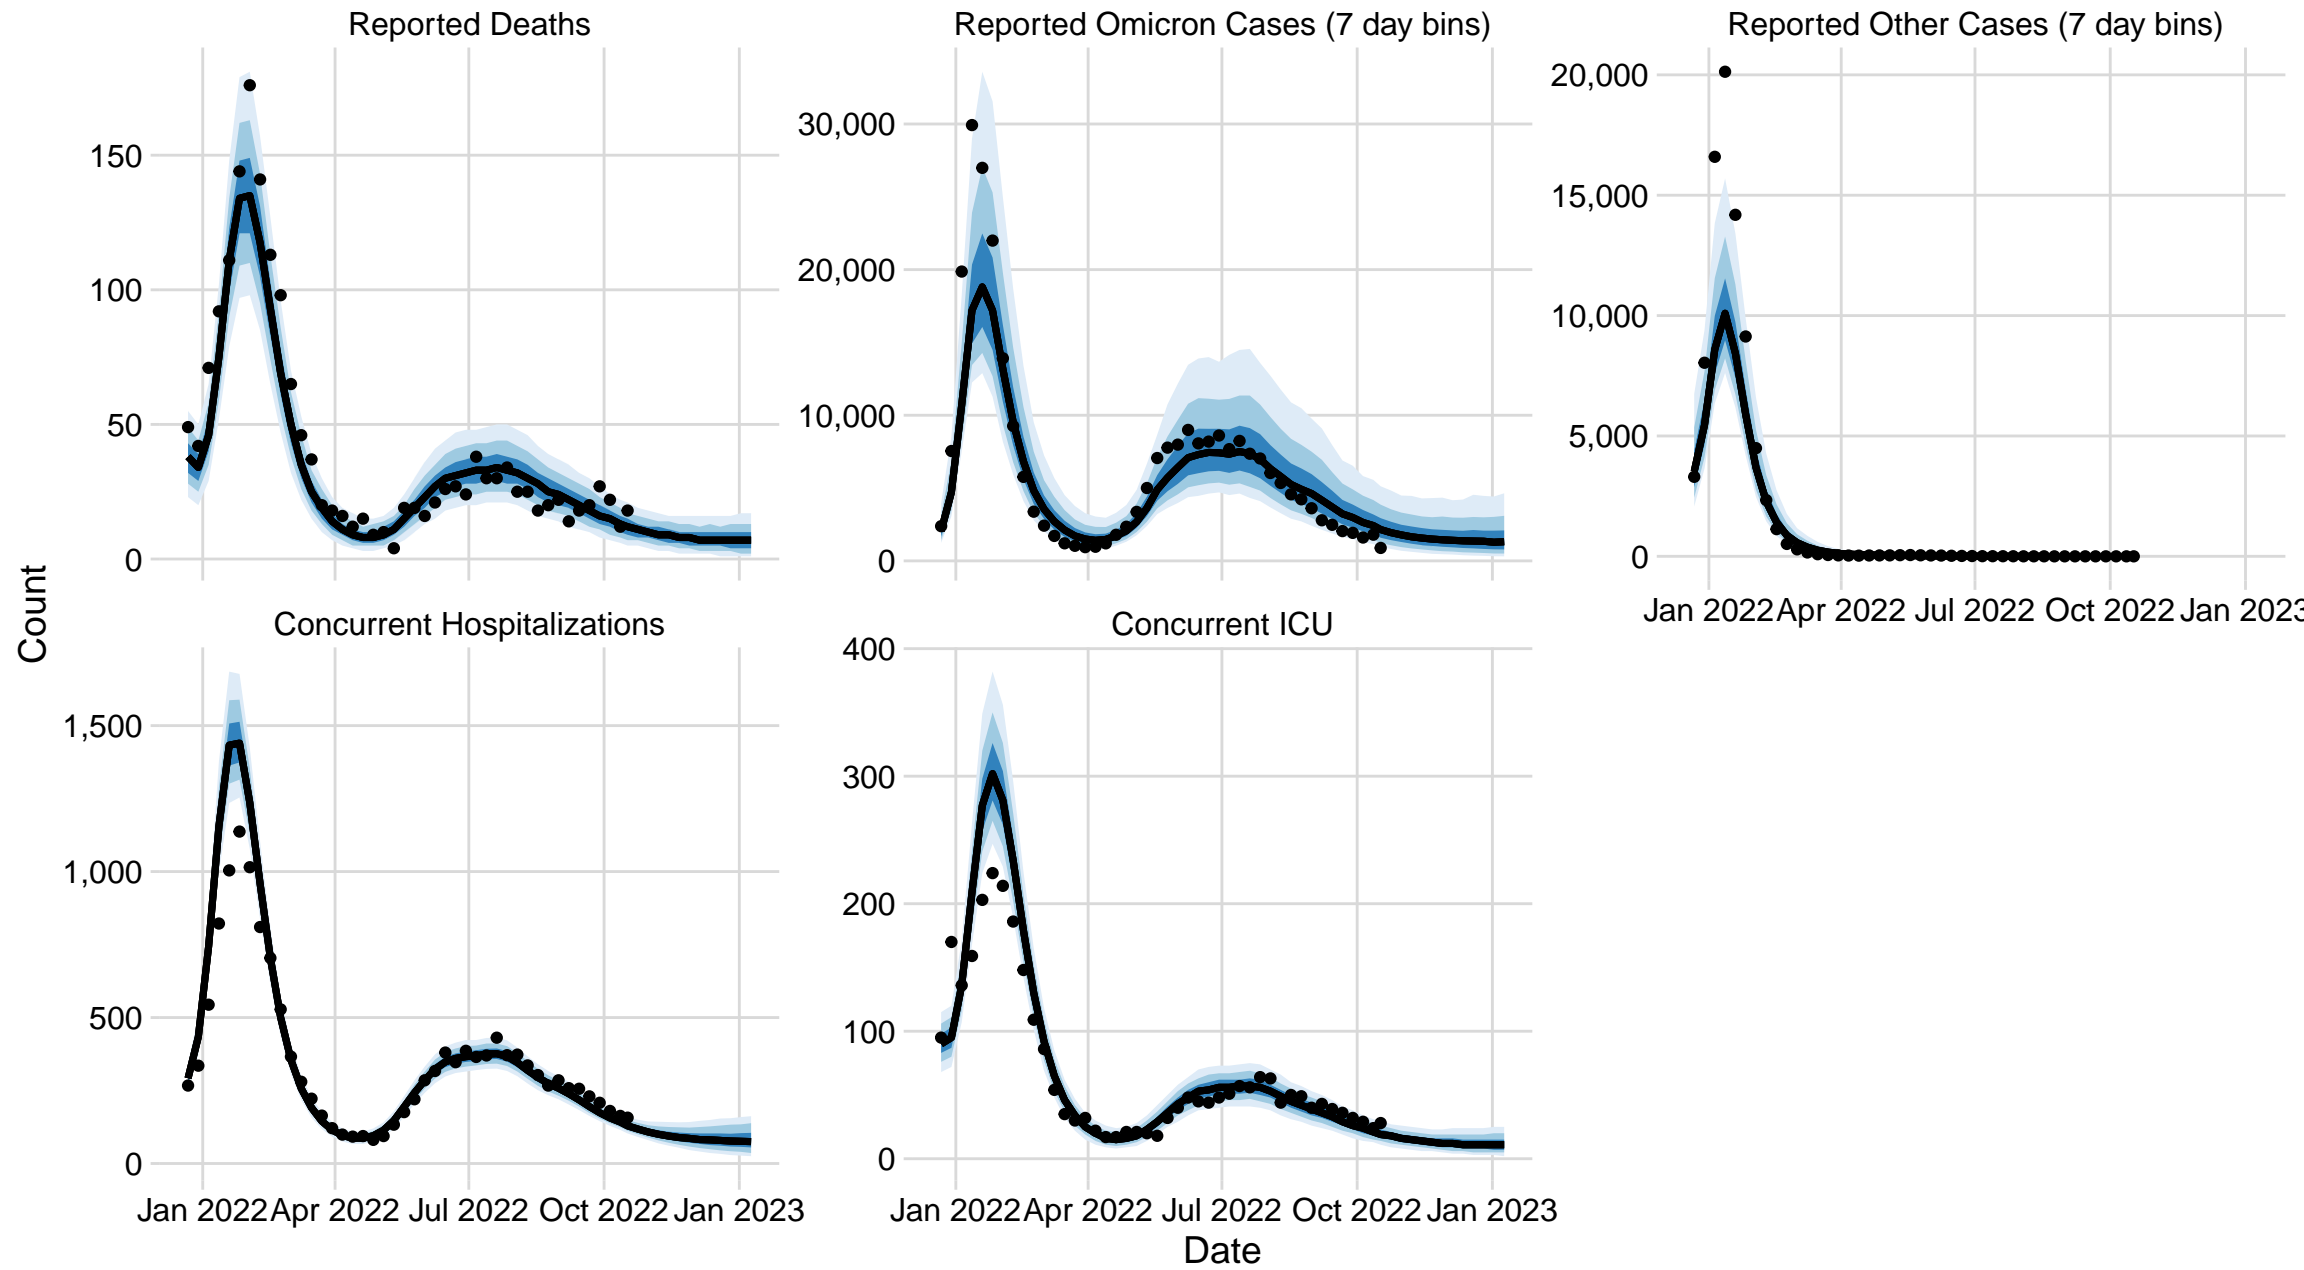 Reported Deaths
Reported Omicron Cases (7 day bins)
Reported Other Cases (7 day bins)
150
100
50
0
30,000
20,000
10,000
0
20,000
15,000
10,000
5,000
0
Jan 2022 Apr 2022 Jul 2022 Oct 2022 Jan 2023
Count
Concurrent Hospitalizations
Concurrent ICU
1,500
1,000
500
0
400
300
200
100
0
Jan 2022 Apr 2022 Jul 2022 Oct 2022 Jan 2023
Jan 2022 Apr 2022 Jul 2022 Oct 2022 Jan 2023
Date